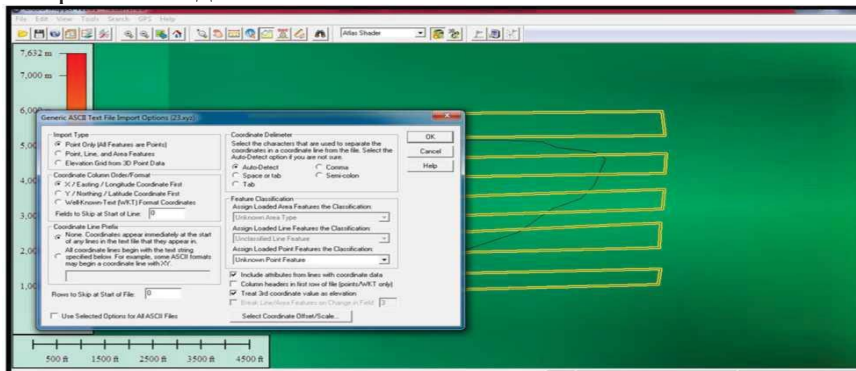 File Edit View Tools Search GPS Help
Atlas Shader
7,632 m
7,000 m
6,000
5,0
4,0
3,0
2,0
1,00
Generic ASCII Text File Import Options (23.xyz)
Import Type
Point Only (All Features are Points)
Point, Line, and Area Features
Elevation Grid from 3D Point Data
Coordinate Column Order/Format
X / Easting / Longitude Coordinate First
Y / Northing / Latitude Coordinate First
Well-Known-Text (WKT) Format Coordinates
Fields to Skip at Start of Line: 0
Coordinate Line Prefix
None. Coordinates appear immediately at the start
of any lines in the text file that they appear in.
All coordinate lines begin with the text string
specified below. For example, some ASCII formats
may begin a coordinate line with XY.
Rows to Skip at Start of File: 0
Use Selected Options for All ASCII Files
Coordinate Delimeter
Select the characters that are used to separate the
coordinates in a coordinate line from the file. Select the
Auto-Detect option if you are not sure.
Auto-Detect Comma
Space or tab Semi-colon
Tab
Feature Classification
Assign Loaded Area Features the Classification
Unknown Area Type
Assign Loaded Line Features the Classification
Unclassified Line Feature
Assign Loaded Point Features the Classification
Unknown Point Feature
Include attributes from lines with coordinate data
Column headers in first row of file (points/WKT only)
Treat 3rd coordinate value as elevation
Break Line/Area Features on Change in Field 3
Select Coordinate Offset/Scale...
OK
Cancel
Help
500 ft 1500 ft 2500 ft 3500 ft 4500 ft